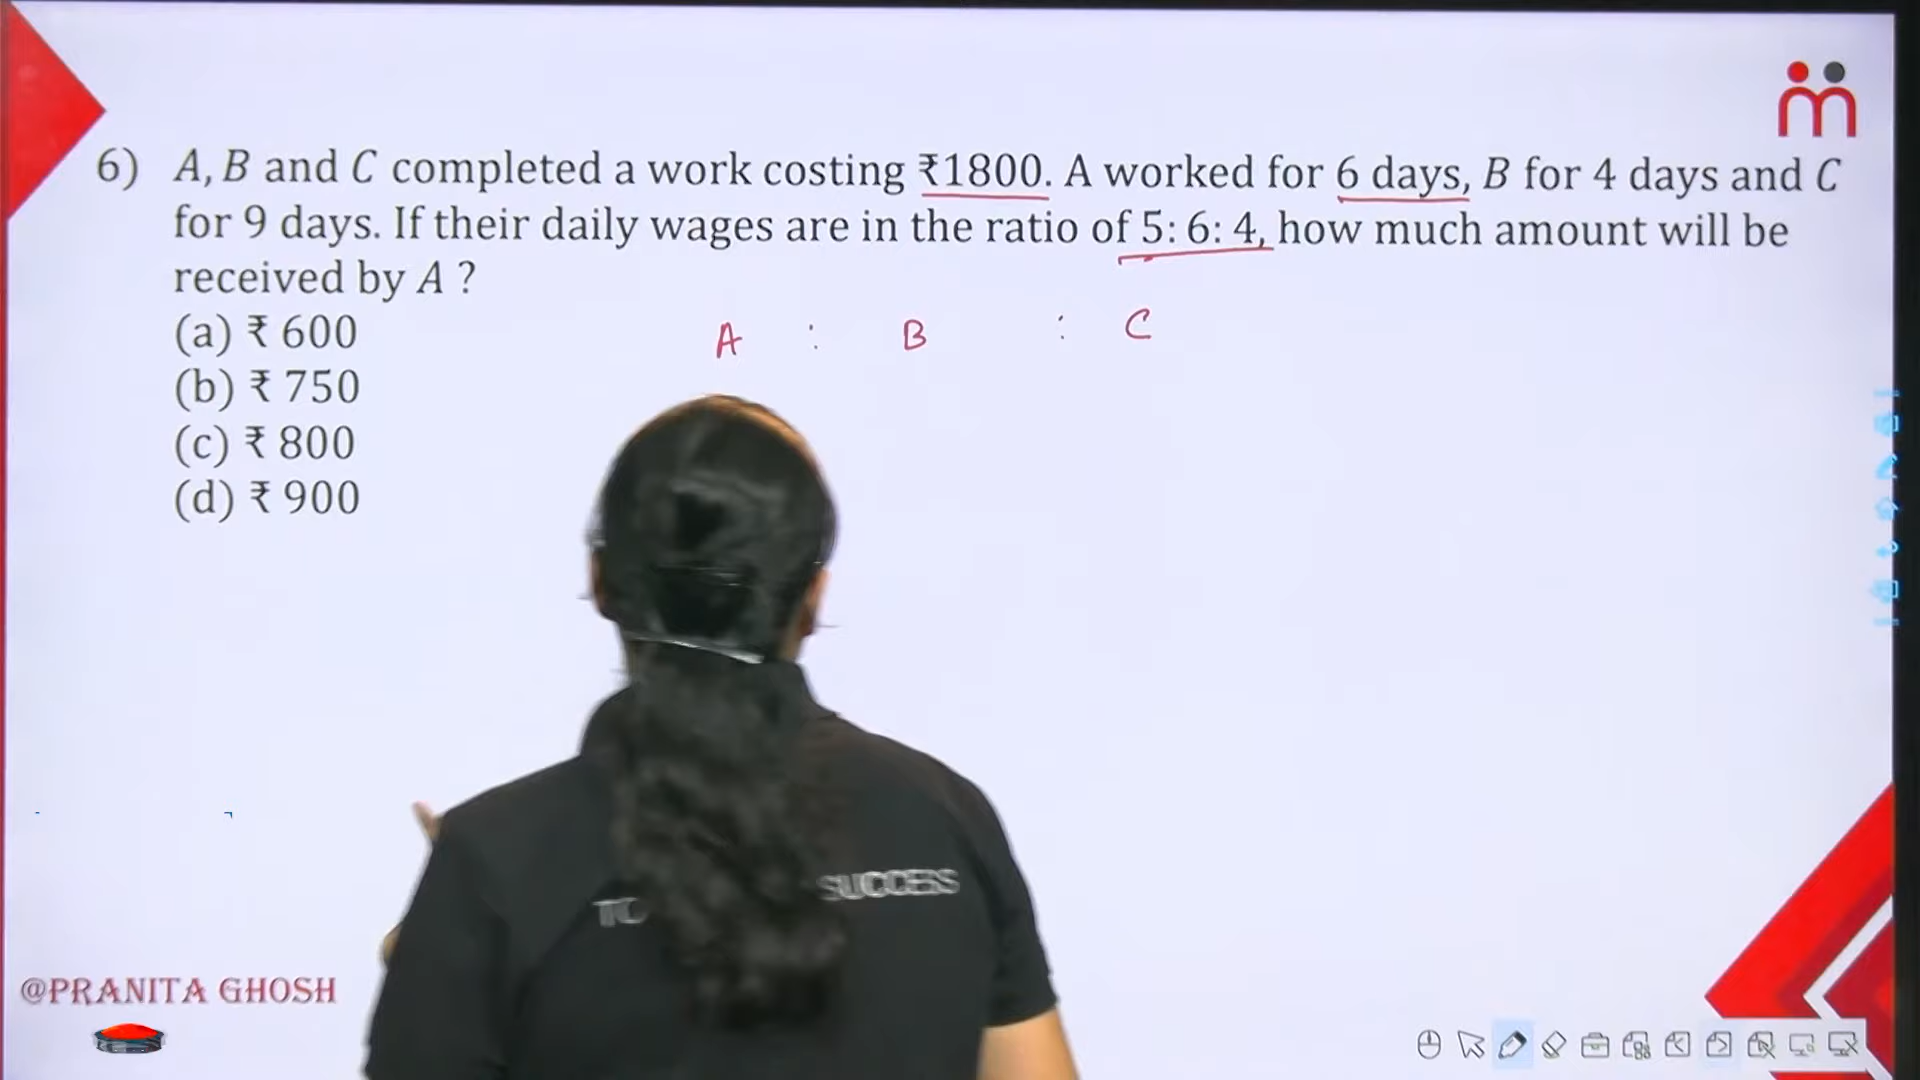 6) A, B and C completed a work costing ₹1800. A worked for 6 days, B for 4 days and C
for 9 days. If their daily wages are in the ratio of 5: 6: 4, how much amount will be
received by A ?
(a) ₹ 600
A : B : C
(b) ₹ 750
(c) ₹ 800
(d) ₹ 900
TO SUCCESS
@PRANITA GHOSH